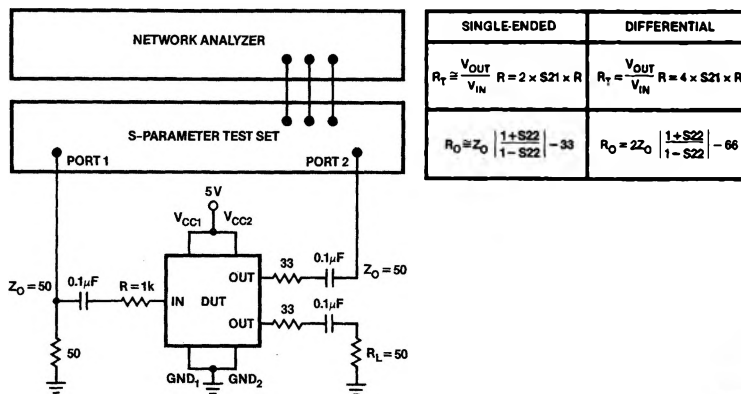 NETWORK ANALYZER
S-PARAMETER TEST SET
PORT 1
PORT 2
5 V
VCC1
VCC2
ZO = 50
0.1μF
R = 1k
IN
DUT
OUT
33
0.1μF
ZO = 50
OUT
33
0.1μF
50
RL = 50
GND1
GND2
SINGLE-ENDED
DIFFERENTIAL
RT ≅ VOUT/VIN R = 2 × S21 × R
RT = VOUT/VIN R = 4 × S21 × R
RO ≅ ZO | 1+S22 / 1−S22 | − 33
RO = 2ZO | 1+S22 / 1−S22 | − 66